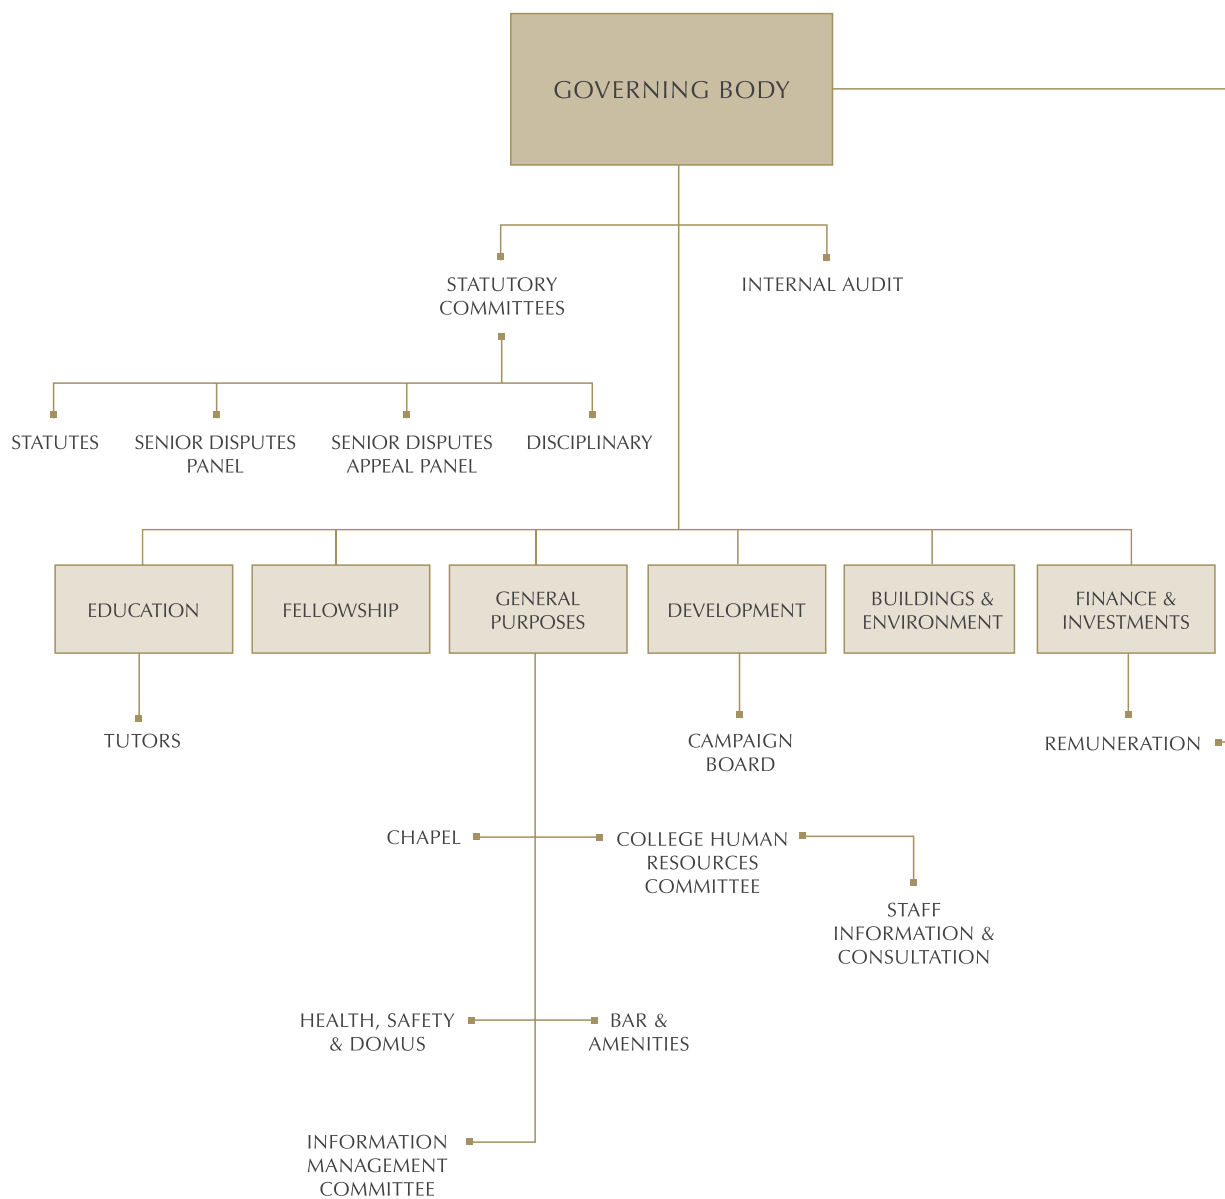 GOVERNING BODY
STATUTORY
COMMITTEES
INTERNAL AUDIT
STATUTES
SENIOR DISPUTES
PANEL
SENIOR DISPUTES
APPEAL PANEL
DISCIPLINARY
EDUCATION
FELLOWSHIP
GENERAL
PURPOSES
DEVELOPMENT
BUILDINGS &
ENVIRONMENT
FINANCE &
INVESTMENTS
TUTORS
CAMPAIGN
BOARD
REMUNERATION
CHAPEL
COLLEGE HUMAN
RESOURCES
COMMITTEE
STAFF
INFORMATION &
CONSULTATION
HEALTH, SAFETY
& DOMUS
BAR &
AMENITIES
INFORMATION
MANAGEMENT
COMMITTEE